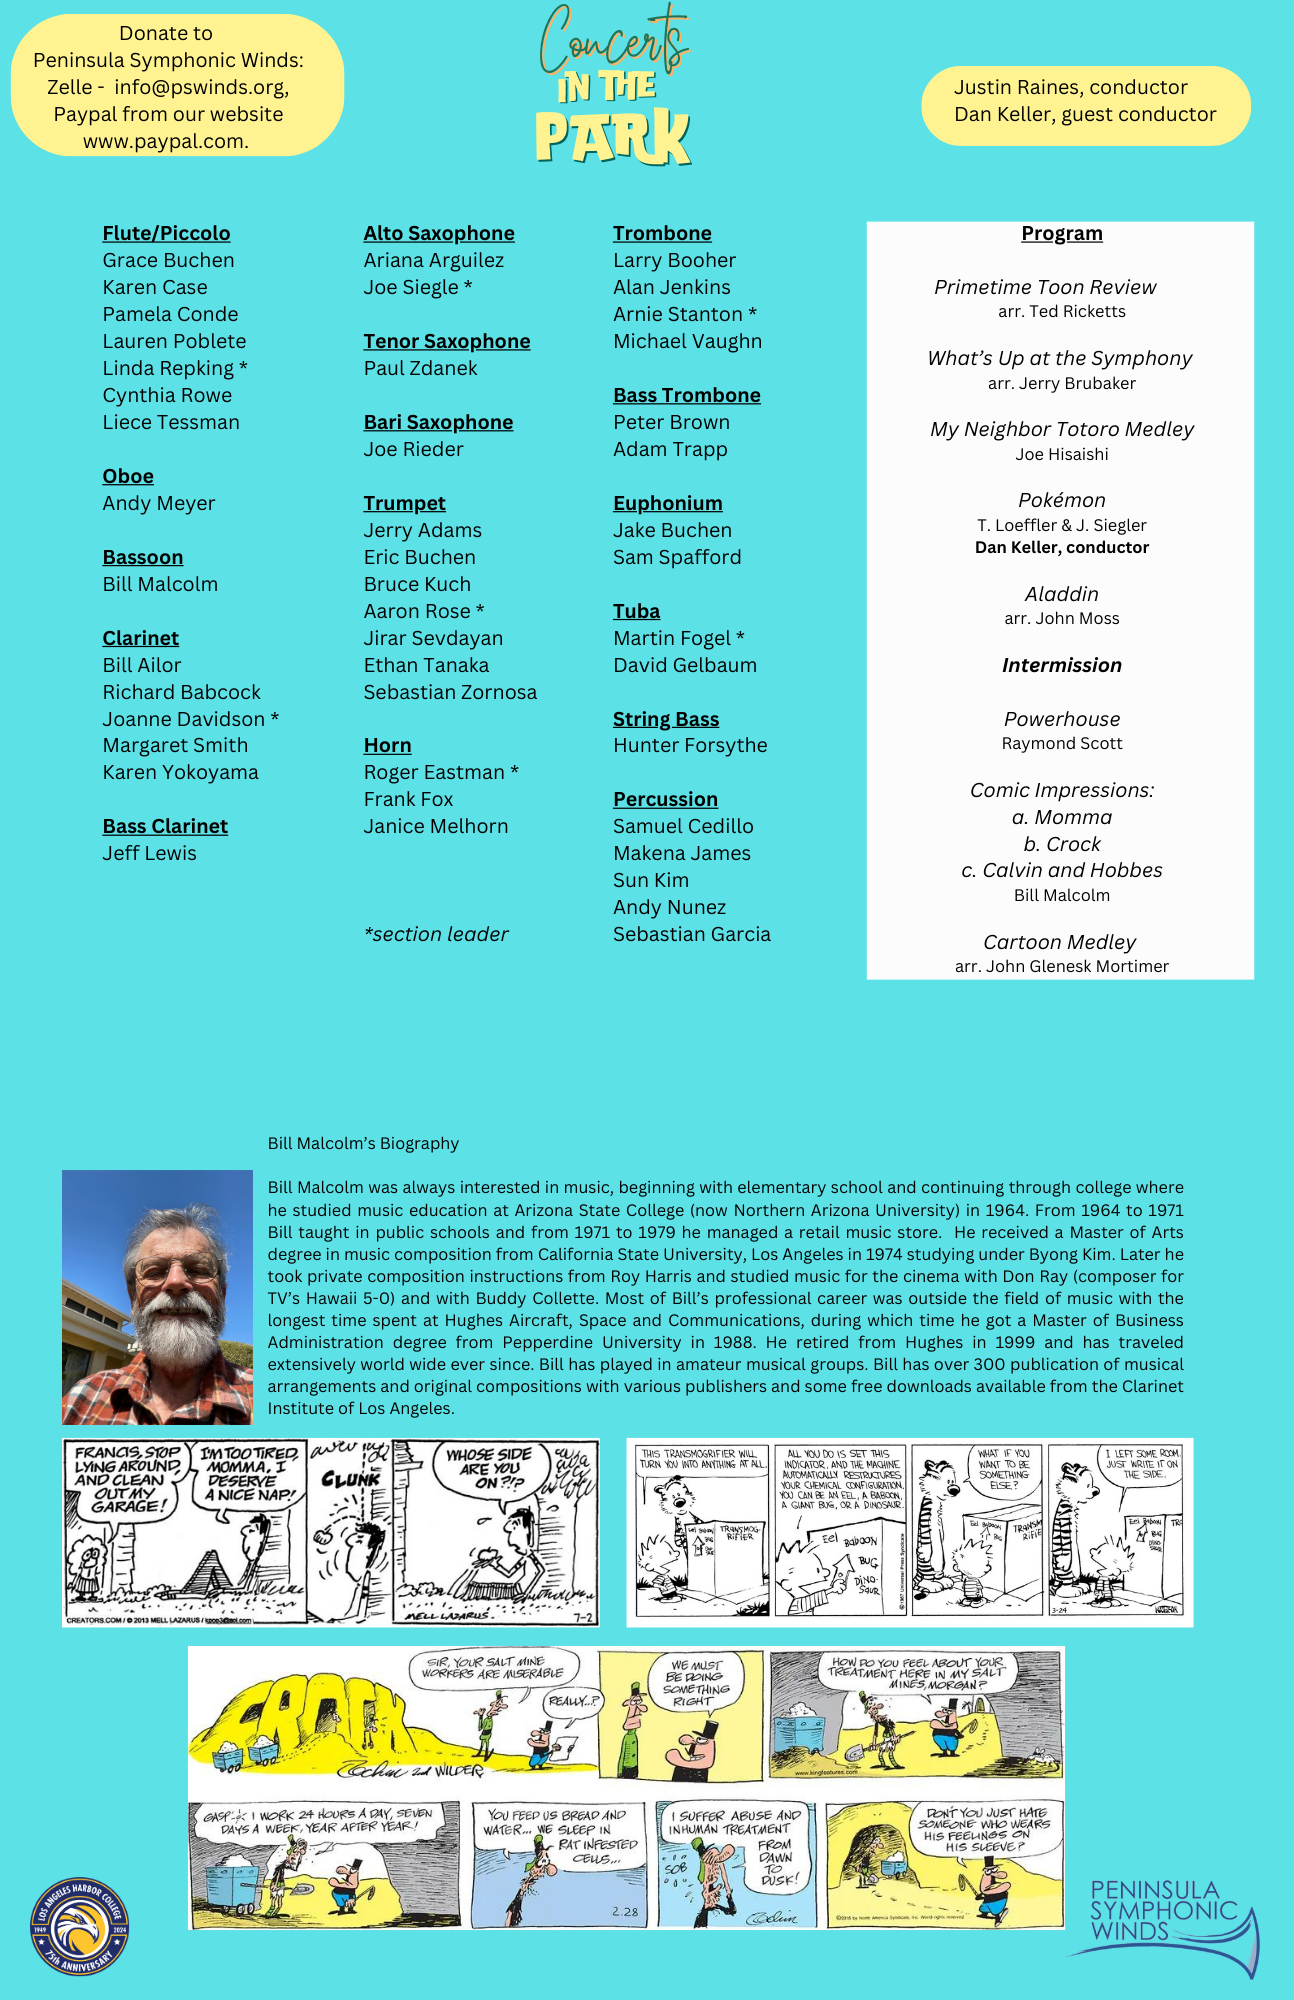 Donate to
Peninsula Symphonic Winds:
Zelle -  info@pswinds.org,
Paypal from our website
www.paypal.com.
Concerts
IN THE
PARK
Justin Raines, conductor
Dan Keller, guest conductor
Flute/Piccolo
Grace Buchen
Karen Case
Pamela Conde
Lauren Poblete
Linda Repking *
Cynthia Rowe
Liece Tessman
Oboe
Andy Meyer
Bassoon
Bill Malcolm
Clarinet
Bill Ailor
Richard Babcock
Joanne Davidson *
Margaret Smith
Karen Yokoyama
Bass Clarinet
Jeff Lewis
Alto Saxophone
Ariana Arguilez
Joe Siegle *
Tenor Saxophone
Paul Zdanek
Bari Saxophone
Joe Rieder
Trumpet
Jerry Adams
Eric Buchen
Bruce Kuch
Aaron Rose *
Jirar Sevdayan
Ethan Tanaka
Sebastian Zornosa
Horn
Roger Eastman *
Frank Fox
Janice Melhorn
*section leader
Trombone
Larry Booher
Alan Jenkins
Arnie Stanton *
Michael Vaughn
Bass Trombone
Peter Brown
Adam Trapp
Euphonium
Jake Buchen
Sam Spafford
Tuba
Martin Fogel *
David Gelbaum
String Bass
Hunter Forsythe
Percussion
Samuel Cedillo
Makena James
Sun Kim
Andy Nunez
Sebastian Garcia
Program
Primetime Toon Review
arr. Ted Ricketts
What's Up at the Symphony
arr. Jerry Brubaker
My Neighbor Totoro Medley
Joe Hisaishi
Pokémon
T. Loeffler & J. Siegler
Dan Keller, conductor
Aladdin
arr. John Moss
Intermission
Powerhouse
Raymond Scott
Comic Impressions:
a. Momma
b. Crock
c. Calvin and Hobbes
Bill Malcolm
Cartoon Medley
arr. John Glenesk Mortimer
Bill Malcolm's Biography
Bill Malcolm was always interested in music, beginning with elementary school and continuing through college where
he studied music education at Arizona State College (now Northern Arizona University) in 1964. From 1964 to 1971
Bill taught in public schools and from 1971 to 1979 he managed a retail music store.  He received a Master of Arts
degree in music composition from California State University, Los Angeles in 1974 studying under Byong Kim. Later he
took private composition instructions from Roy Harris and studied music for the cinema with Don Ray (composer for
TV's Hawaii 5-0) and with Buddy Collette. Most of Bill's professional career was outside the field of music with the
longest time spent at Hughes Aircraft, Space and Communications, during which time he got a Master of Business
Administration degree from Pepperdine University in 1988. He retired from Hughes in 1999 and has traveled
extensively world wide ever since. Bill has played in amateur musical groups. Bill has over 300 publication of musical
arrangements and original compositions with various publishers and some free downloads available from the Clarinet
Institute of Los Angeles.
FRANCIS, STOP
LYING AROUND,
AND CLEAN
OUT MY
GARAGE!
I'M TOO TIRED,
MOMMA, I
DESERVE
A NICE NAP!
CLUNK
WHOSE SIDE
ARE YOU
ON?!?
CREATORS.COM / © 2013 MELL LAZARUS /
MELL LAZARUS.
7-2
THIS TRANSMOGRIFIER WILL
TURN YOU INTO ANYTHING AT ALL.
TRANSMOG-
RIFIER
ALL YOU DO IS SET THIS
INDICATOR, AND THE MACHINE
AUTOMATICALLY RESTRUCTURES
YOUR CHEMICAL CONFIGURATION.
YOU CAN BE AN EEL, A BABOON,
A GIANT BUG, OR A DINOSAUR.
EEL
BABOON
BUG
DINO-
SAUR
© 1987 Universal Press Syndicate
WHAT IF YOU
WANT TO BE
SOMETHING
ELSE?
I LEFT SOME ROOM.
JUST WRITE IT ON
THE SIDE.
3-24
CROCK
SIR, YOUR SALT MINE
WORKERS ARE MISERABLE
REALLY...?
WE MUST
BE DOING
SOMETHING
RIGHT
HOW DO YOU FEEL ABOUT YOUR
TREATMENT HERE IN MY SALT
MINES, MORGAN?
www.kingfeatures.com
GASP... I WORK 24 HOURS A DAY, SEVEN
DAYS A WEEK, YEAR AFTER YEAR!
YOU FEED US BREAD AND
WATER... WE SLEEP IN
RAT INFESTED
CELLS...
2.28
I SUFFER ABUSE AND
INHUMAN TREATMENT
FROM
DAWN
TO
DUSK!
SOB
DON'T YOU JUST HATE
SOMEONE WHO WEARS
HIS FEELINGS ON
HIS SLEEVE?
LOS ANGELES HARBOR COLLEGE
1949 2024
75th ANNIVERSARY
PENINSULA
SYMPHONIC
WINDS